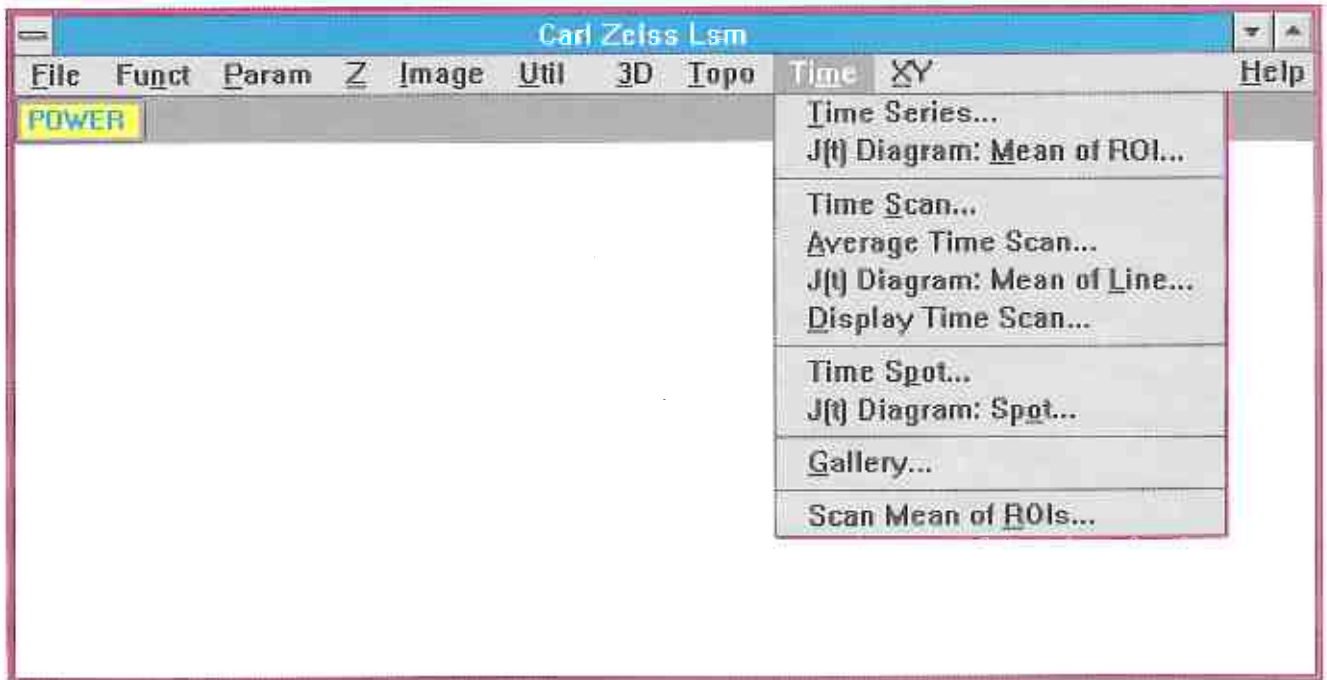 Carl Zeiss Lsm
File Funct Param Z Image Util 3D Topo Time XY Help
POWER
Time Series...
J(t) Diagram: Mean of ROI...
Time Scan...
Average Time Scan...
J(t) Diagram: Mean of Line...
Display Time Scan...
Time Spot...
J(t) Diagram: Spot...
Gallery...
Scan Mean of ROIs...